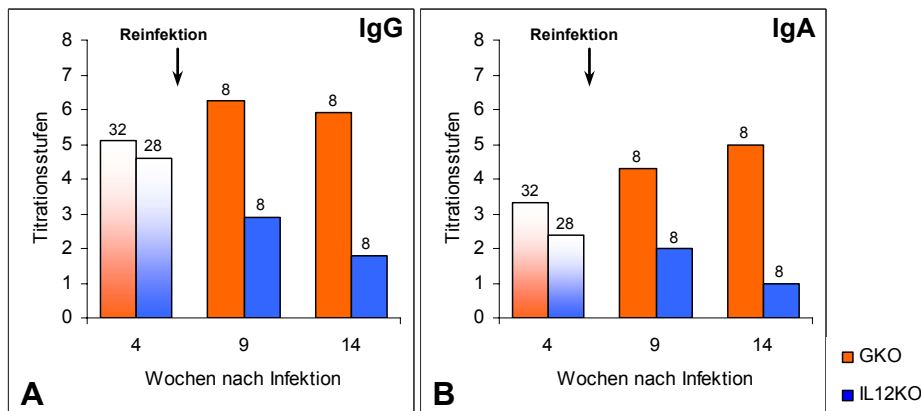 IgG
Reinfektion
8
7
6
5
4
3
2
1
0
Titrationsstufen
32
28
8
8
8
8
4 9 14
Wochen nach Infektion
A
IgA
Reinfektion
8
7
6
5
4
3
2
1
0
Titrationsstufen
32
28
8
8
8
8
4 9 14
Wochen nach Infektion
B
GKO
IL12KO